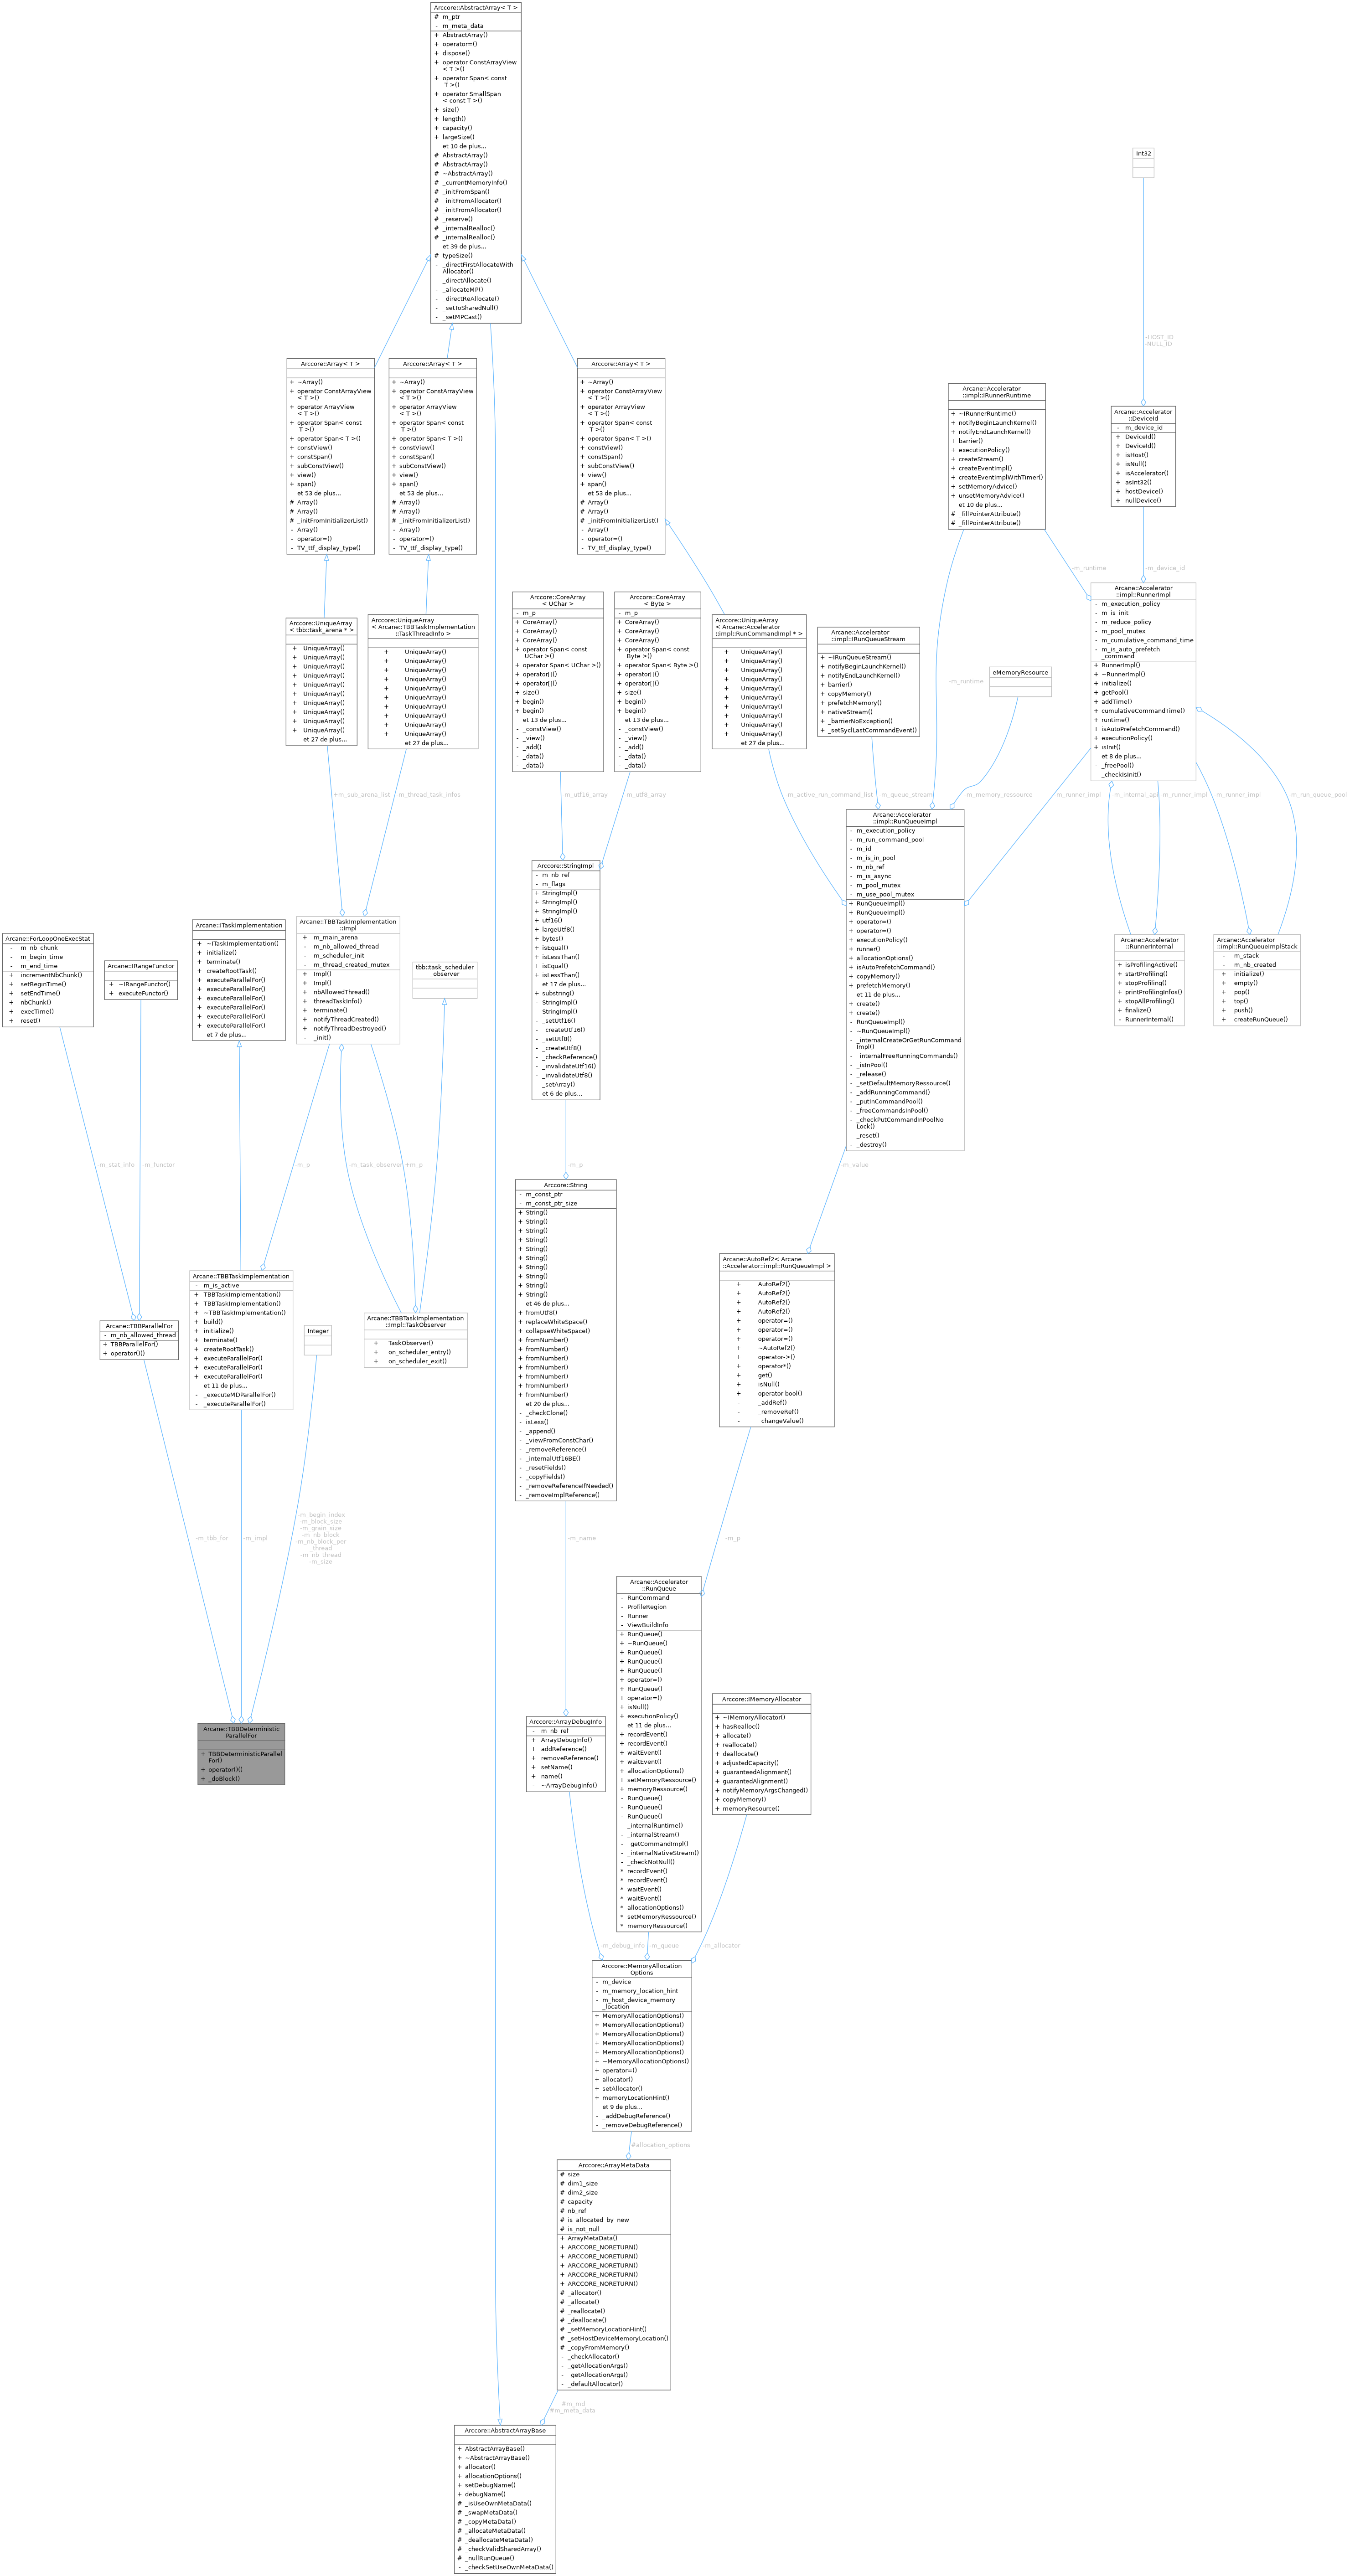 Arccore::AbstractArray< T >
# m_ptr
- m_meta_data
+ AbstractArray()
+ operator=()
+ dispose()
+ operator ConstArrayView
< T >()
+ operator Span< const
T >()
+ operator SmallSpan
< const T >()
+ size()
+ length()
+ capacity()
+ largeSize()
et 10 de plus...
# AbstractArray()
# AbstractArray()
# ~AbstractArray()
# _currentMemoryInfo()
# _initFromSpan()
# _initFromAllocator()
# _initFromAllocator()
# _reserve()
# _internalRealloc()
# _internalRealloc()
et 39 de plus...
# typeSize()
- _directFirstAllocateWith
Allocator()
- _directAllocate()
- _allocateMP()
- _directReAllocate()
- _setToSharedNull()
- _setMPCast()
Int32
-HOST_ID
-NULL_ID
Arccore::Array< T >
+ ~Array()
+ operator ConstArrayView
< T >()
+ operator ArrayView
< T >()
+ operator Span< const
T >()
+ operator Span< T >()
+ constView()
+ constSpan()
+ subConstView()
+ view()
+ span()
et 53 de plus...
# Array()
# Array()
# _initFromInitializerList()
- Array()
- operator=()
- TV_ttf_display_type()
Arccore::Array< T >
+ ~Array()
+ operator ConstArrayView
< T >()
+ operator ArrayView
< T >()
+ operator Span< const
T >()
+ operator Span< T >()
+ constView()
+ constSpan()
+ subConstView()
+ view()
+ span()
et 53 de plus...
# Array()
# Array()
# _initFromInitializerList()
- Array()
- operator=()
- TV_ttf_display_type()
Arccore::Array< T >
+ ~Array()
+ operator ConstArrayView
< T >()
+ operator ArrayView
< T >()
+ operator Span< const
T >()
+ operator Span< T >()
+ constView()
+ constSpan()
+ subConstView()
+ view()
+ span()
et 53 de plus...
# Array()
# Array()
# _initFromInitializerList()
- Array()
- operator=()
- TV_ttf_display_type()
Arcane::Accelerator
::impl::IRunnerRuntime
+ ~IRunnerRuntime()
+ notifyBeginLaunchKernel()
+ notifyEndLaunchKernel()
+ barrier()
+ executionPolicy()
+ createStream()
+ createEventImpl()
+ createEventImplWithTimer()
+ setMemoryAdvice()
+ unsetMemoryAdvice()
et 10 de plus...
# _fillPointerAttribute()
# _fillPointerAttribute()
Arcane::Accelerator
::DeviceId
- m_device_id
+ DeviceId()
+ DeviceId()
+ isHost()
+ isNull()
+ isAccelerator()
+ asInt32()
+ hostDevice()
+ nullDevice()
-m_runtime
-m_device_id
Arccore::UniqueArray
< tbb::task_arena * >
+ UniqueArray()
+ UniqueArray()
+ UniqueArray()
+ UniqueArray()
+ UniqueArray()
+ UniqueArray()
+ UniqueArray()
+ UniqueArray()
+ UniqueArray()
+ UniqueArray()
et 27 de plus...
Arccore::UniqueArray
< Arcane::TBBTaskImplementation
::TaskThreadInfo >
+ UniqueArray()
+ UniqueArray()
+ UniqueArray()
+ UniqueArray()
+ UniqueArray()
+ UniqueArray()
+ UniqueArray()
+ UniqueArray()
+ UniqueArray()
+ UniqueArray()
et 27 de plus...
Arccore::CoreArray
< UChar >
- m_p
+ CoreArray()
+ CoreArray()
+ CoreArray()
+ operator Span< const
UChar >()
+ operator Span< UChar >()
+ operator[]()
+ operator[]()
+ size()
+ begin()
+ begin()
et 13 de plus...
- _constView()
- _view()
- _add()
- _data()
- _data()
Arccore::CoreArray
< Byte >
- m_p
+ CoreArray()
+ CoreArray()
+ CoreArray()
+ operator Span< const
Byte >()
+ operator Span< Byte >()
+ operator[]()
+ operator[]()
+ size()
+ begin()
+ begin()
et 13 de plus...
- _constView()
- _view()
- _add()
- _data()
- _data()
Arccore::UniqueArray
< Arcane::Accelerator
::impl::RunCommandImpl * >
+ UniqueArray()
+ UniqueArray()
+ UniqueArray()
+ UniqueArray()
+ UniqueArray()
+ UniqueArray()
+ UniqueArray()
+ UniqueArray()
+ UniqueArray()
+ UniqueArray()
et 27 de plus...
Arcane::Accelerator
::impl::IRunQueueStream
+ ~IRunQueueStream()
+ notifyBeginLaunchKernel()
+ notifyEndLaunchKernel()
+ barrier()
+ copyMemory()
+ prefetchMemory()
+ nativeStream()
+ _barrierNoException()
+ _setSyclLastCommandEvent()
-m_runtime
eMemoryResource
Arcane::Accelerator
::impl::RunnerImpl
- m_execution_policy
- m_is_init
- m_reduce_policy
- m_pool_mutex
- m_cumulative_command_time
- m_is_auto_prefetch
_command
+ RunnerImpl()
+ ~RunnerImpl()
+ initialize()
+ getPool()
+ addTime()
+ cumulativeCommandTime()
+ runtime()
+ isAutoPrefetchCommand()
+ executionPolicy()
+ isInit()
et 8 de plus...
- _freePool()
- _checkIsInit()
+m_sub_arena_list
-m_thread_task_infos
-m_utf16_array
-m_utf8_array
-m_active_run_command_list
-m_queue_stream
-m_memory_ressource
-m_runner_impl
-m_internal_api
-m_runner_impl
-m_runner_impl
-m_run_queue_pool
Arccore::StringImpl
- m_nb_ref
- m_flags
+ StringImpl()
+ StringImpl()
+ StringImpl()
+ utf16()
+ largeUtf8()
+ bytes()
+ isEqual()
+ isLessThan()
+ isEqual()
+ isLessThan()
et 17 de plus...
+ substring()
- StringImpl()
- StringImpl()
- _setUtf16()
- _createUtf16()
- _setUtf8()
- _createUtf8()
- _checkReference()
- _invalidateUtf16()
- _invalidateUtf8()
- _setArray()
et 6 de plus...
Arcane::Accelerator
::impl::RunQueueImpl
- m_execution_policy
- m_run_command_pool
- m_id
- m_is_in_pool
- m_nb_ref
- m_is_async
- m_pool_mutex
- m_use_pool_mutex
+ RunQueueImpl()
+ RunQueueImpl()
+ operator=()
+ operator=()
+ executionPolicy()
+ runner()
+ allocationOptions()
+ isAutoPrefetchCommand()
+ copyMemory()
+ prefetchMemory()
et 11 de plus...
+ create()
+ create()
- RunQueueImpl()
- ~RunQueueImpl()
- _internalCreateOrGetRunCommand
Impl()
- _internalFreeRunningCommands()
- _isInPool()
- _release()
- _setDefaultMemoryRessource()
- _addRunningCommand()
- _putInCommandPool()
- _freeCommandsInPool()
- _checkPutCommandInPoolNo
Lock()
- _reset()
- _destroy()
Arcane::ForLoopOneExecStat
- m_nb_chunk
- m_begin_time
- m_end_time
+ incrementNbChunk()
+ setBeginTime()
+ setEndTime()
+ nbChunk()
+ execTime()
+ reset()
Arcane::IRangeFunctor
+ ~IRangeFunctor()
+ executeFunctor()
Arcane::ITaskImplementation
+ ~ITaskImplementation()
+ initialize()
+ terminate()
+ createRootTask()
+ executeParallelFor()
+ executeParallelFor()
+ executeParallelFor()
+ executeParallelFor()
+ executeParallelFor()
+ executeParallelFor()
et 7 de plus...
Arcane::TBBTaskImplementation
::Impl
+ m_main_arena
- m_nb_allowed_thread
- m_scheduler_init
- m_thread_created_mutex
+ Impl()
+ Impl()
+ nbAllowedThread()
+ threadTaskInfo()
+ terminate()
+ notifyThreadCreated()
+ notifyThreadDestroyed()
- _init()
tbb::task_scheduler
_observer
Arcane::Accelerator
::RunnerInternal
+ isProfilingActive()
+ startProfiling()
+ stopProfiling()
+ printProfilingInfos()
+ stopAllProfiling()
+ finalize()
- RunnerInternal()
Arcane::Accelerator
::impl::RunQueueImplStack
- m_stack
- m_nb_created
+ initialize()
+ empty()
+ pop()
+ top()
+ push()
+ createRunQueue()
-m_stat_info
-m_functor
-m_p
-m_task_observer
+m_p
-m_p
-m_value
Arccore::String
- m_const_ptr
- m_const_ptr_size
+ String()
+ String()
+ String()
+ String()
+ String()
+ String()
+ String()
+ String()
+ String()
+ String()
et 46 de plus...
+ fromUtf8()
+ replaceWhiteSpace()
+ collapseWhiteSpace()
+ fromNumber()
+ fromNumber()
+ fromNumber()
+ fromNumber()
+ fromNumber()
+ fromNumber()
+ fromNumber()
et 20 de plus...
- _checkClone()
- isLess()
- _append()
- _viewFromConstChar()
- _removeReference()
- _internalUtf16BE()
- _resetFields()
- _copyFields()
- _removeReferenceIfNeeded()
- _removeImplReference()
Arcane::AutoRef2< Arcane
::Accelerator::impl::RunQueueImpl >
+ AutoRef2()
+ AutoRef2()
+ AutoRef2()
+ AutoRef2()
+ operator=()
+ operator=()
+ operator=()
+ ~AutoRef2()
+ operator->()
+ operator*()
+ get()
+ isNull()
+ operator bool()
- _addRef()
- _removeRef()
- _changeValue()
Arcane::TBBParallelFor
- m_nb_allowed_thread
+ TBBParallelFor()
+ operator()()
Arcane::TBBTaskImplementation
- m_is_active
+ TBBTaskImplementation()
+ TBBTaskImplementation()
+ ~TBBTaskImplementation()
+ build()
+ initialize()
+ terminate()
+ createRootTask()
+ executeParallelFor()
+ executeParallelFor()
+ executeParallelFor()
et 11 de plus...
- _executeMDParallelFor()
- _executeParallelFor()
Integer
Arcane::TBBTaskImplementation
::Impl::TaskObserver
+ TaskObserver()
+ on_scheduler_entry()
+ on_scheduler_exit()
-m_tbb_for
-m_impl
-m_begin_index
-m_block_size
-m_grain_size
-m_nb_block
-m_nb_block_per
_thread
-m_nb_thread
-m_size
-m_name
-m_p
Arcane::Accelerator
::RunQueue
- RunCommand
- ProfileRegion
- Runner
- ViewBuildInfo
+ RunQueue()
+ ~RunQueue()
+ RunQueue()
+ RunQueue()
+ RunQueue()
+ operator=()
+ RunQueue()
+ operator=()
+ isNull()
+ executionPolicy()
et 11 de plus...
+ recordEvent()
+ recordEvent()
+ waitEvent()
+ waitEvent()
+ allocationOptions()
+ setMemoryRessource()
+ memoryRessource()
- RunQueue()
- RunQueue()
- RunQueue()
- _internalRuntime()
- _internalStream()
- _getCommandImpl()
- _internalNativeStream()
- _checkNotNull()
* recordEvent()
* recordEvent()
* waitEvent()
* waitEvent()
* allocationOptions()
* setMemoryRessource()
* memoryRessource()
Arcane::TBBDeterministic
ParallelFor
+ TBBDeterministicParallel
For()
+ operator()()
+ _doBlock()
Arccore::ArrayDebugInfo
- m_nb_ref
+ ArrayDebugInfo()
+ addReference()
+ removeReference()
+ setName()
+ name()
- ~ArrayDebugInfo()
Arccore::IMemoryAllocator
+ ~IMemoryAllocator()
+ hasRealloc()
+ allocate()
+ reallocate()
+ deallocate()
+ adjustedCapacity()
+ guaranteedAlignment()
+ guarantedAlignment()
+ notifyMemoryArgsChanged()
+ copyMemory()
+ memoryResource()
-m_debug_info
-m_queue
-m_allocator
Arccore::MemoryAllocation
Options
- m_device
- m_memory_location_hint
- m_host_device_memory
_location
+ MemoryAllocationOptions()
+ MemoryAllocationOptions()
+ MemoryAllocationOptions()
+ MemoryAllocationOptions()
+ MemoryAllocationOptions()
+ ~MemoryAllocationOptions()
+ operator=()
+ allocator()
+ setAllocator()
+ memoryLocationHint()
et 9 de plus...
- _addDebugReference()
- _removeDebugReference()
#allocation_options
Arccore::ArrayMetaData
# size
# dim1_size
# dim2_size
# capacity
# nb_ref
# is_allocated_by_new
# is_not_null
+ ArrayMetaData()
+ ARCCORE_NORETURN()
+ ARCCORE_NORETURN()
+ ARCCORE_NORETURN()
+ ARCCORE_NORETURN()
+ ARCCORE_NORETURN()
# _allocator()
# _allocate()
# _reallocate()
# _deallocate()
# _setMemoryLocationHint()
# _setHostDeviceMemoryLocation()
# _copyFromMemory()
- _checkAllocator()
- _getAllocationArgs()
- _getAllocationArgs()
- _defaultAllocator()
#m_md
#m_meta_data
Arccore::AbstractArrayBase
+ AbstractArrayBase()
+ ~AbstractArrayBase()
+ allocator()
+ allocationOptions()
+ setDebugName()
+ debugName()
# _isUseOwnMetaData()
# _swapMetaData()
# _copyMetaData()
# _allocateMetaData()
# _deallocateMetaData()
# _checkValidSharedArray()
# _nullRunQueue()
- _checkSetUseOwnMetaData()